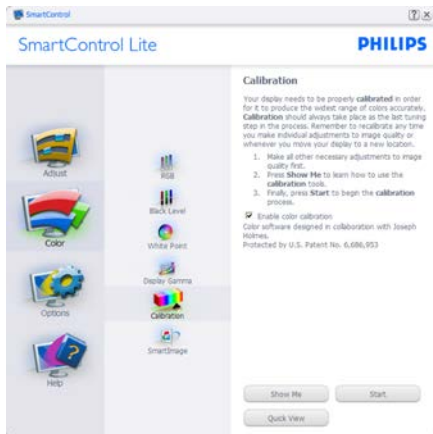 SmartControl
SmartControl Lite
PHILIPS
Adjust
Color
Options
Help
RGB
Black Level
White Point
Display Gamma
Calibration
SmartImage
Calibration
Your display needs to be properly calibrated in order
for it to produce the widest range of colors accurately.
Calibration should always take place as the last tuning
step in the process. Remember to recalibrate any time
you make individual adjustments to image quality or
whenever you move your display to a new location.
1. Make all other necessary adjustments to image
quality first.
2. Press Show Me to learn how to use the
calibration tools.
3. Finally, press Start to begin the calibration
process.
Enable color calibration
Color software designed in collaboration with Joseph
Holmes.
Protected by U.S. Patent No. 6,686,953
Show Me
Start
Quick View